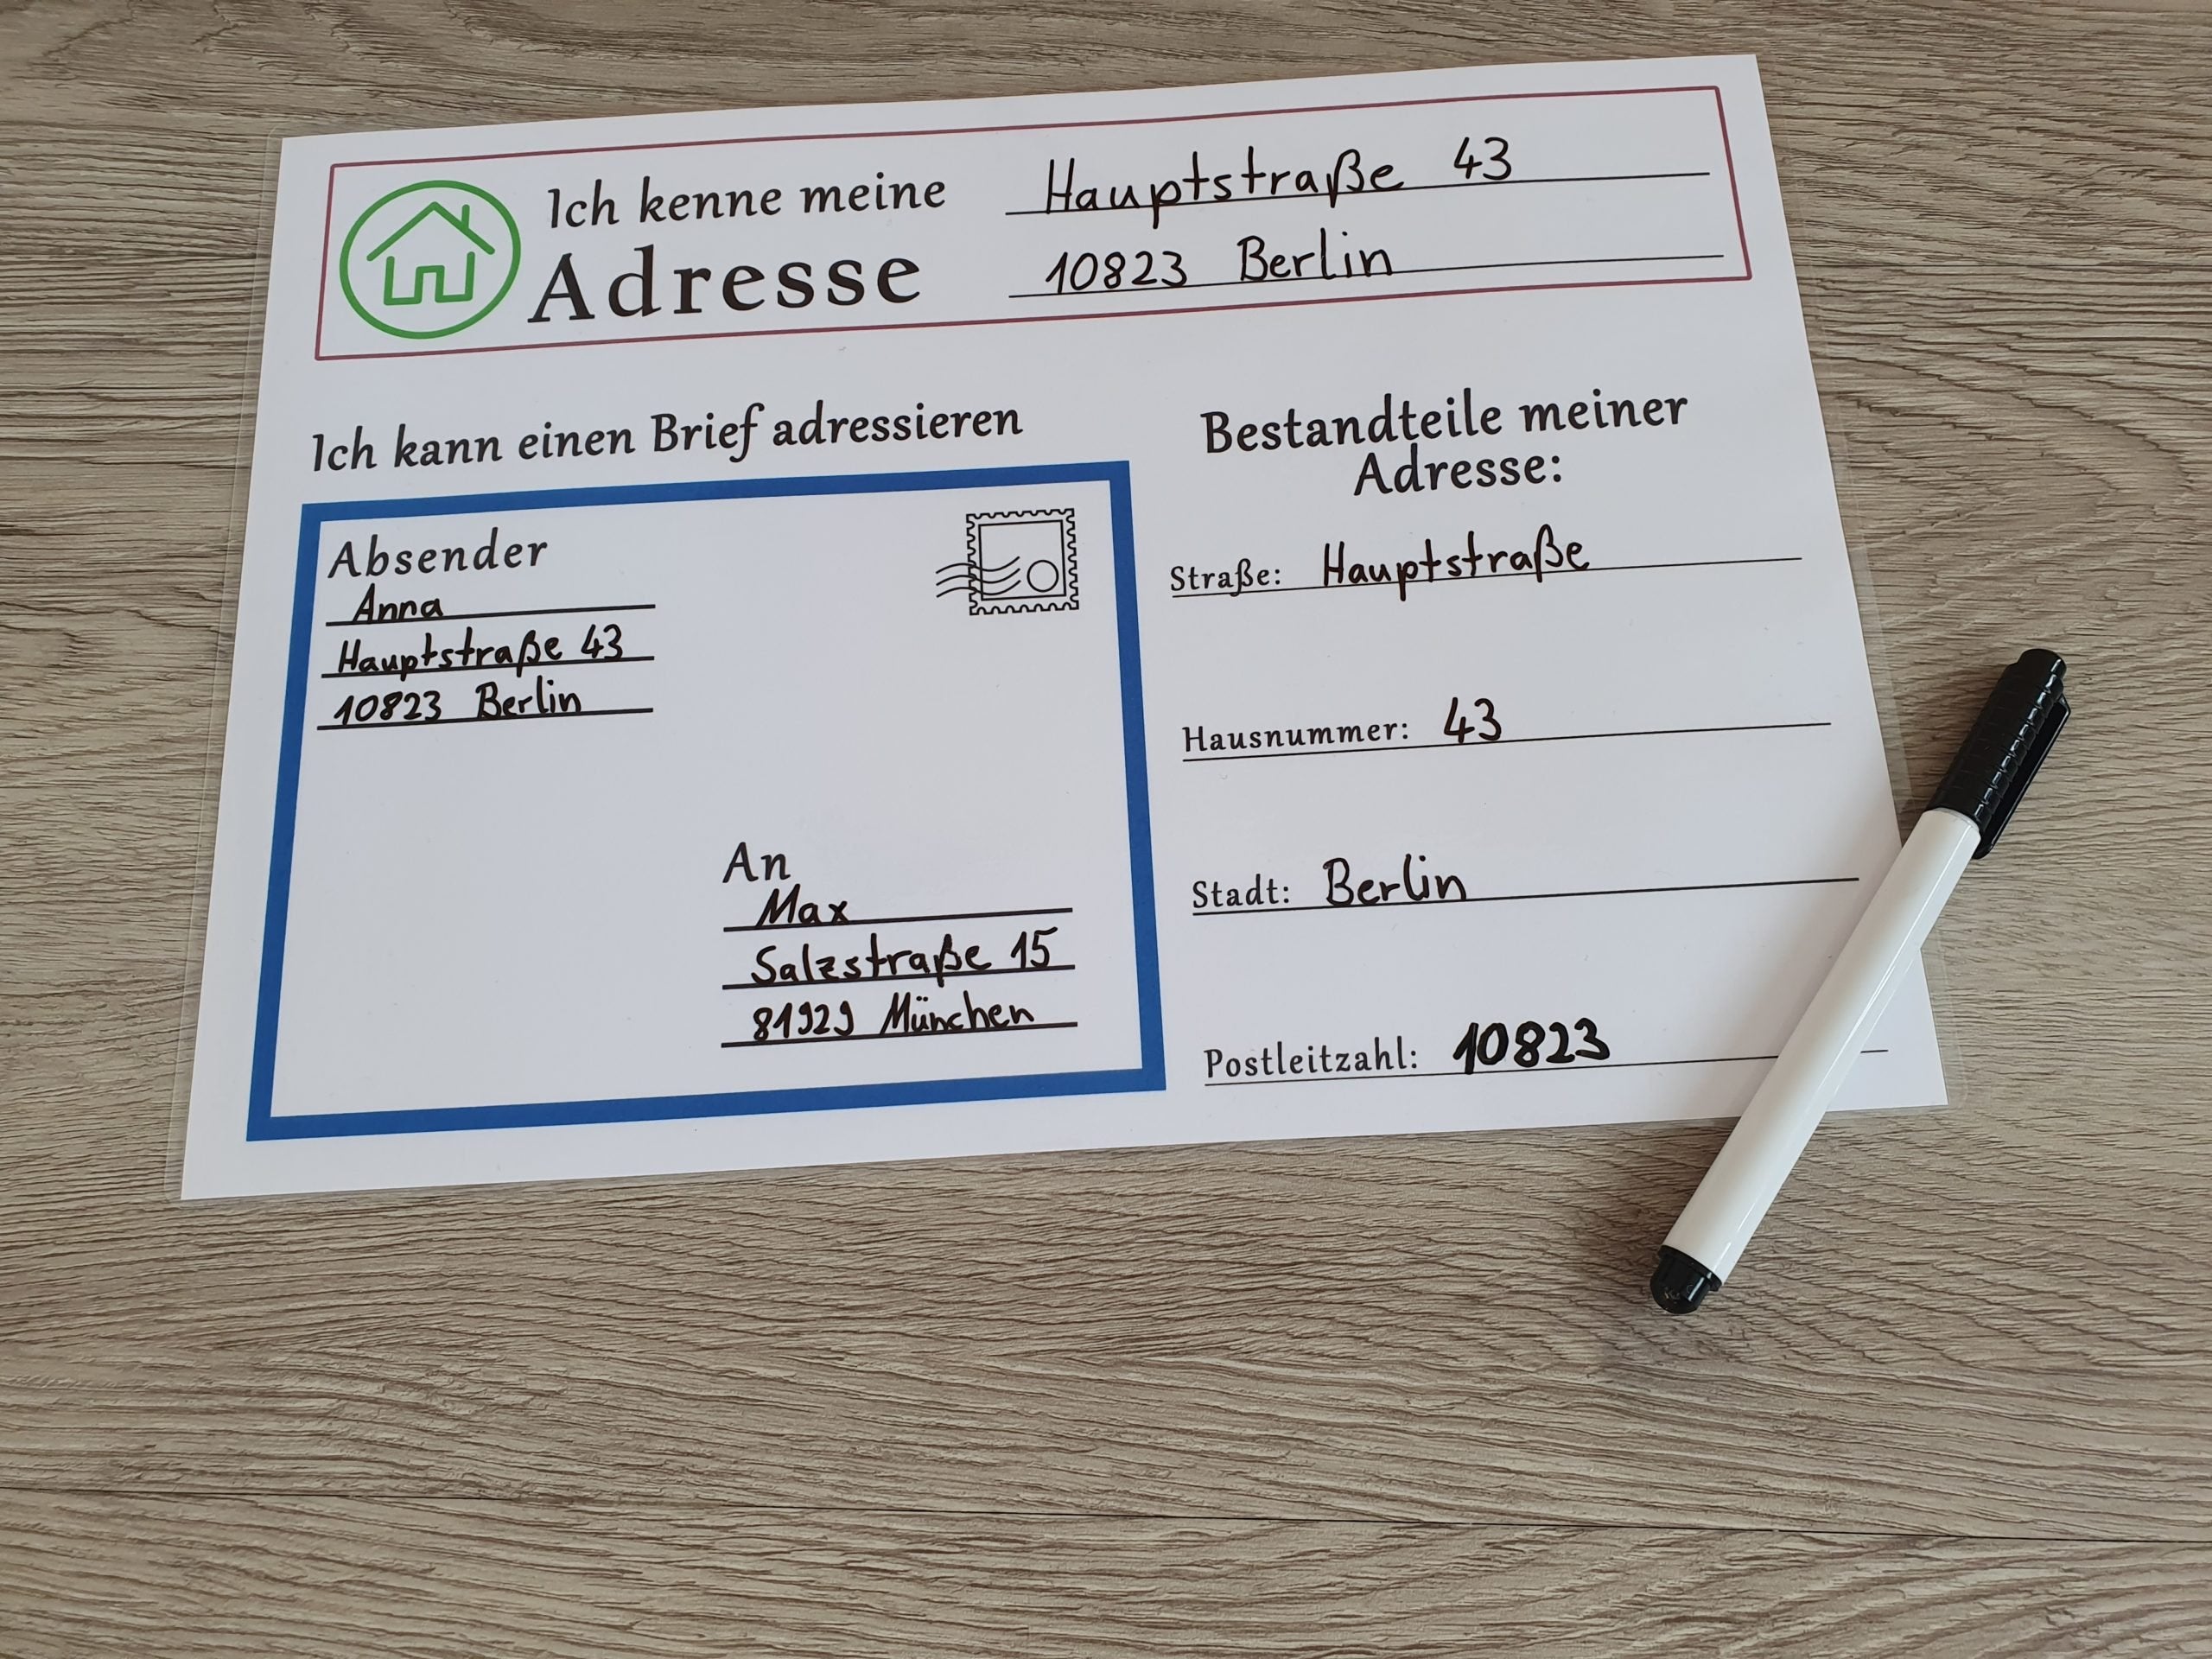 Ich kenne meine
Adresse
Hauptstraße 43
10823 Berlin
Ich kann einen Brief adressieren
Absender
Anna
Hauptstraße 43
10823 Berlin
An
Max
Salzstraße 15
81929 München
Bestandteile meiner
Adresse:
Straße: Hauptstraße
Hausnummer: 43
Stadt: Berlin
Postleitzahl: 10823